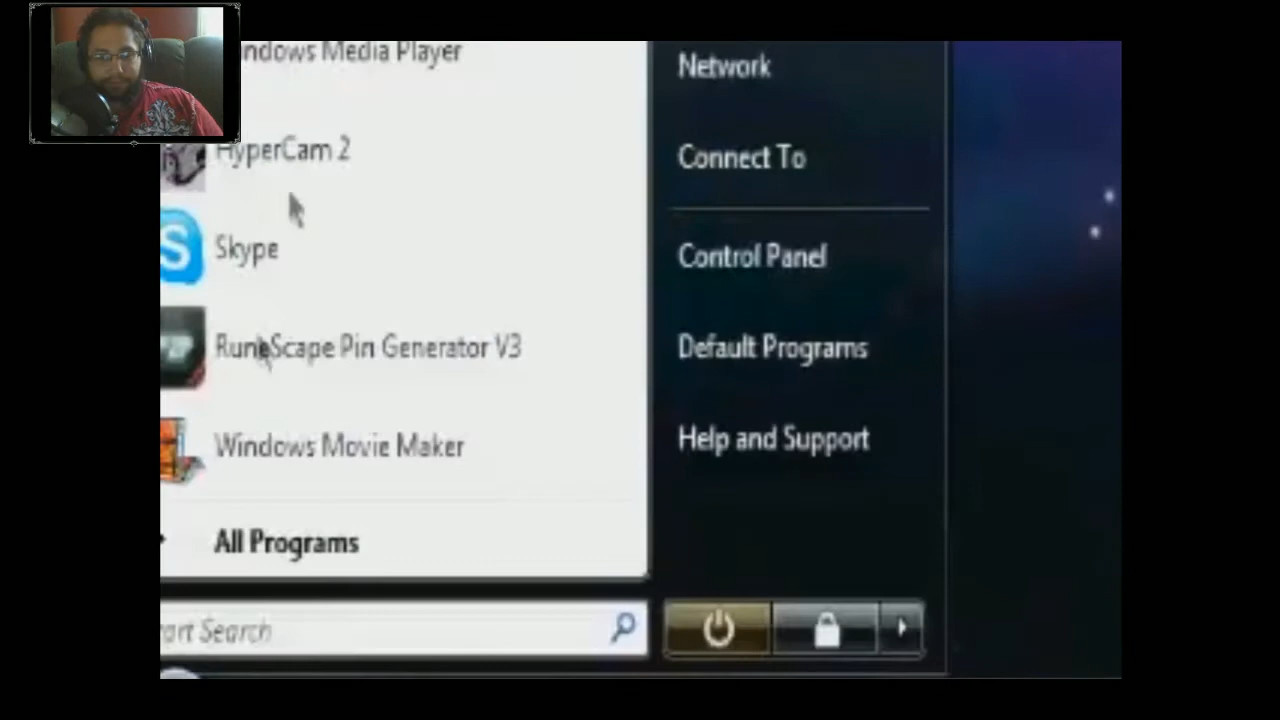 ndows Media Player
HyperCam 2
Skype
RuneScape Pin Generator V3
Windows Movie Maker
All Programs
art Search
Network
Connect To
Control Panel
Default Programs
Help and Support